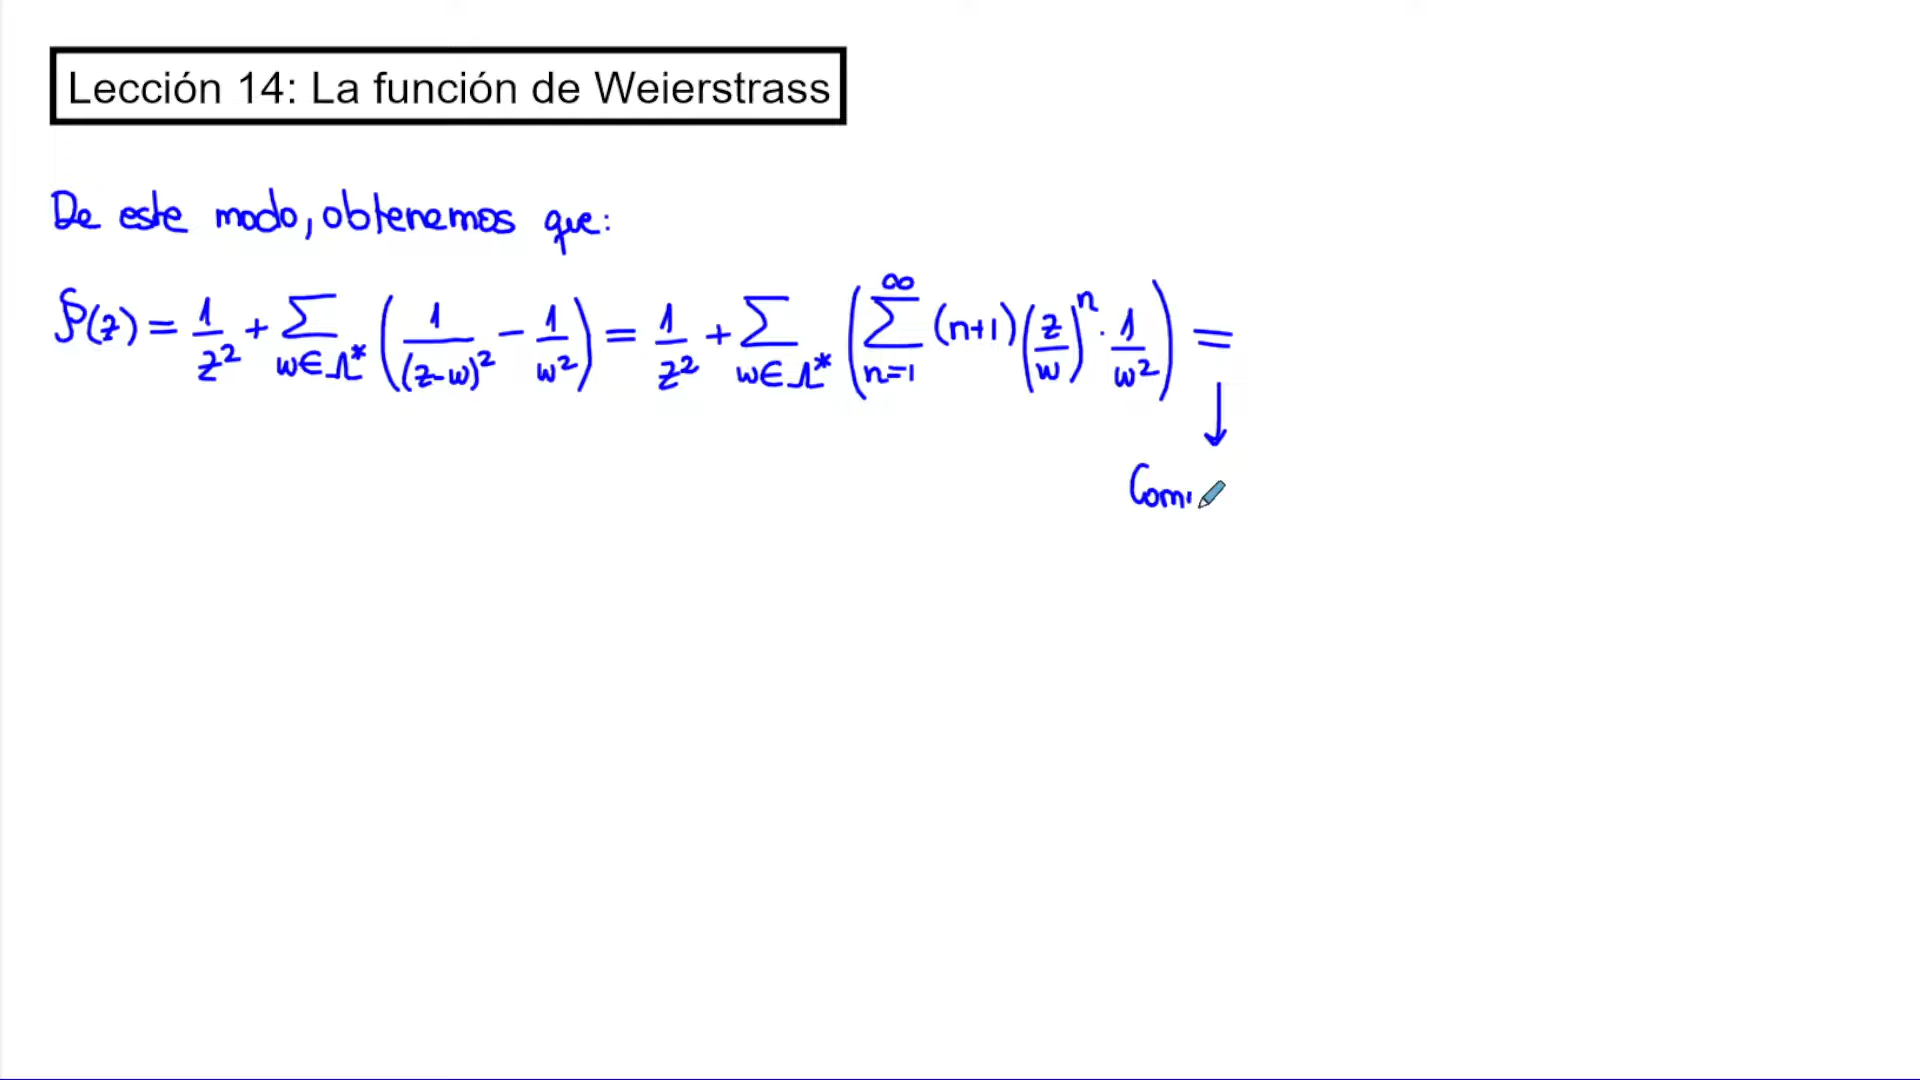 Lección 14: La función de Weierstrass
De este modo, obtenemos que:
℘(z) = 1/z² + ∑_{w∈Λ*} (1/(z-w)² - 1/w²) = 1/z² + ∑_{w∈Λ*} (∑_{n=1}^{∞} (n+1) (z/w)ⁿ · 1/w²) =
↓